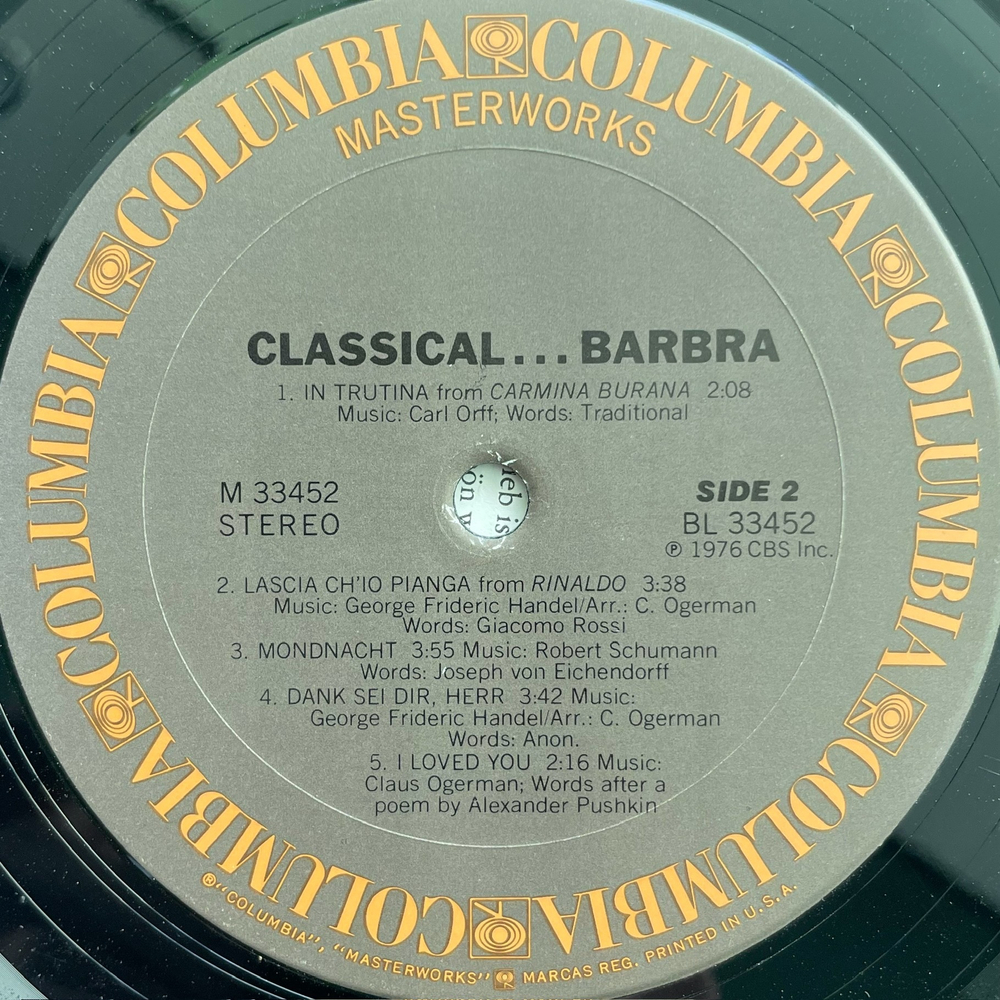 COLUMBIA COLUMBIA COLUMBIA COLUMBIA COLUMBIA COLUMBIA COLUMBIA COLUMBIA
MASTERWORKS
CLASSICAL...BARBRA
1. IN TRUTINA from CARMINA BURANA 2:08
Music: Carl Orff; Words: Traditional
M 33452
STEREO
SIDE 2
BL 33452
℗ 1976 CBS Inc.
2. LASCIA CH'IO PIANGA from RINALDO 3:38
Music: George Frideric Handel/Arr.: C. Ogerman
Words: Giacomo Rossi
3. MONDNACHT 3:55 Music: Robert Schumann
Words: Joseph von Eichendorff
4. DANK SEI DIR, HERR 3:42 Music:
George Frideric Handel/Arr.: C. Ogerman
Words: Anon.
5. I LOVED YOU 2:16 Music:
Claus Ogerman; Words after a
poem by Alexander Pushkin
®"COLUMBIA", "MASTERWORKS" MARCAS REG. PRINTED IN U.S.A.